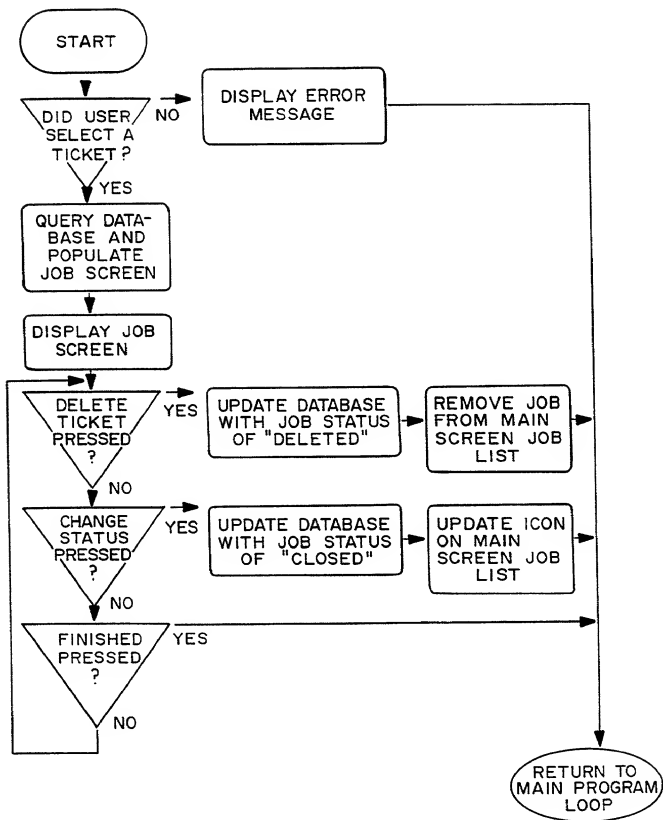 START
DID USER
SELECT A
TICKET?
NO
DISPLAY ERROR
MESSAGE
YES
QUERY DATA-
BASE AND
POPULATE
JOB SCREEN
DISPLAY JOB
SCREEN
DELETE
TICKET
PRESSED
?
YES
UPDATE DATABASE
WITH JOB STATUS
OF "DELETED"
REMOVE JOB
FROM MAIN
SCREEN JOB
LIST
NO
CHANGE
STATUS
PRESSED
?
YES
UPDATE DATABASE
WITH JOB STATUS
OF "CLOSED"
UPDATE ICON
ON MAIN
SCREEN JOB
LIST
NO
FINISHED
PRESSED
?
YES
NO
RETURN TO
MAIN PROGRAM
LOOP